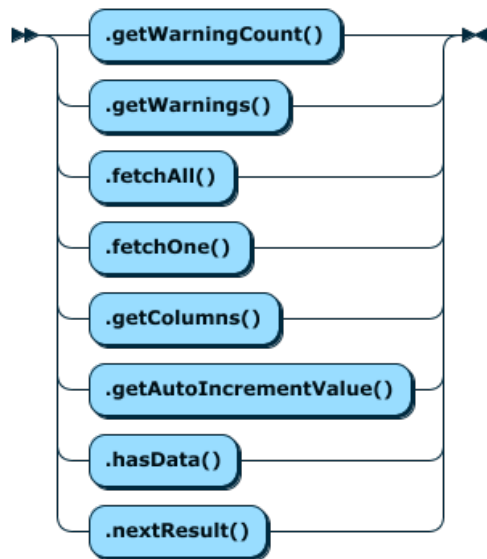 .getWarningCount()
.getWarnings()
.fetchAll()
.fetchOne()
.getColumns()
.getAutoIncrementValue()
.hasData()
.nextResult()